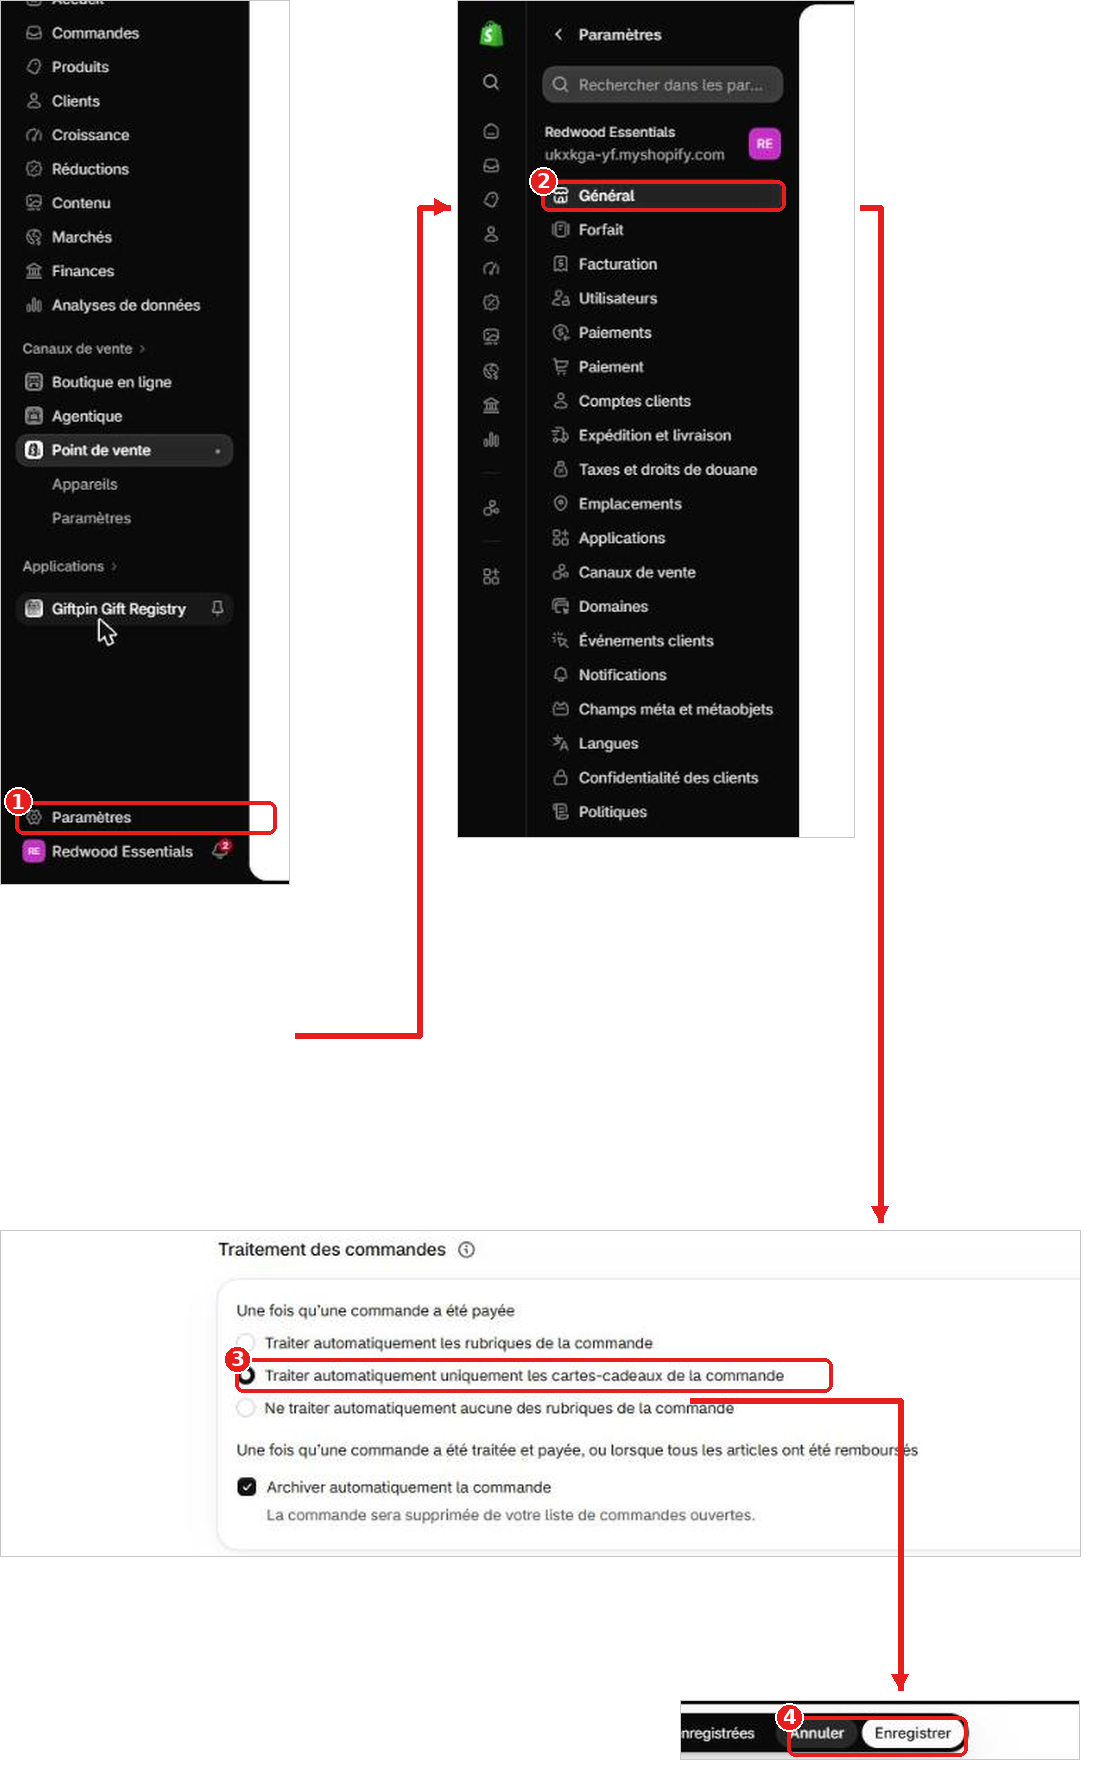 Accueil
Commandes
Produits
Clients
Croissance
Réductions
Contenu
Marchés
Finances
Analyses de données
Canaux de vente
Boutique en ligne
Agentique
Point de vente
Appareils
Paramètres
Applications
Giftpin Gift Registry
1
Paramètres
RE Redwood Essentials 2
Paramètres
Rechercher dans les par...
Redwood Essentials
ukxkga-yf.myshopify.com
RE
2
Général
Forfait
Facturation
Utilisateurs
Paiements
Paiement
Comptes clients
Expédition et livraison
Taxes et droits de douane
Emplacements
Applications
Canaux de vente
Domaines
Événements clients
Notifications
Champs méta et métaobjets
Langues
Confidentialité des clients
Politiques
Traitement des commandes
Une fois qu'une commande a été payée
Traiter automatiquement les rubriques de la commande
3
Traiter automatiquement uniquement les cartes-cadeaux de la commande
Ne traiter automatiquement aucune des rubriques de la commande
Une fois qu'une commande a été traitée et payée, ou lorsque tous les articles ont été remboursés
Archiver automatiquement la commande
La commande sera supprimée de votre liste de commandes ouvertes.
4
nregistrées Annuler Enregistrer